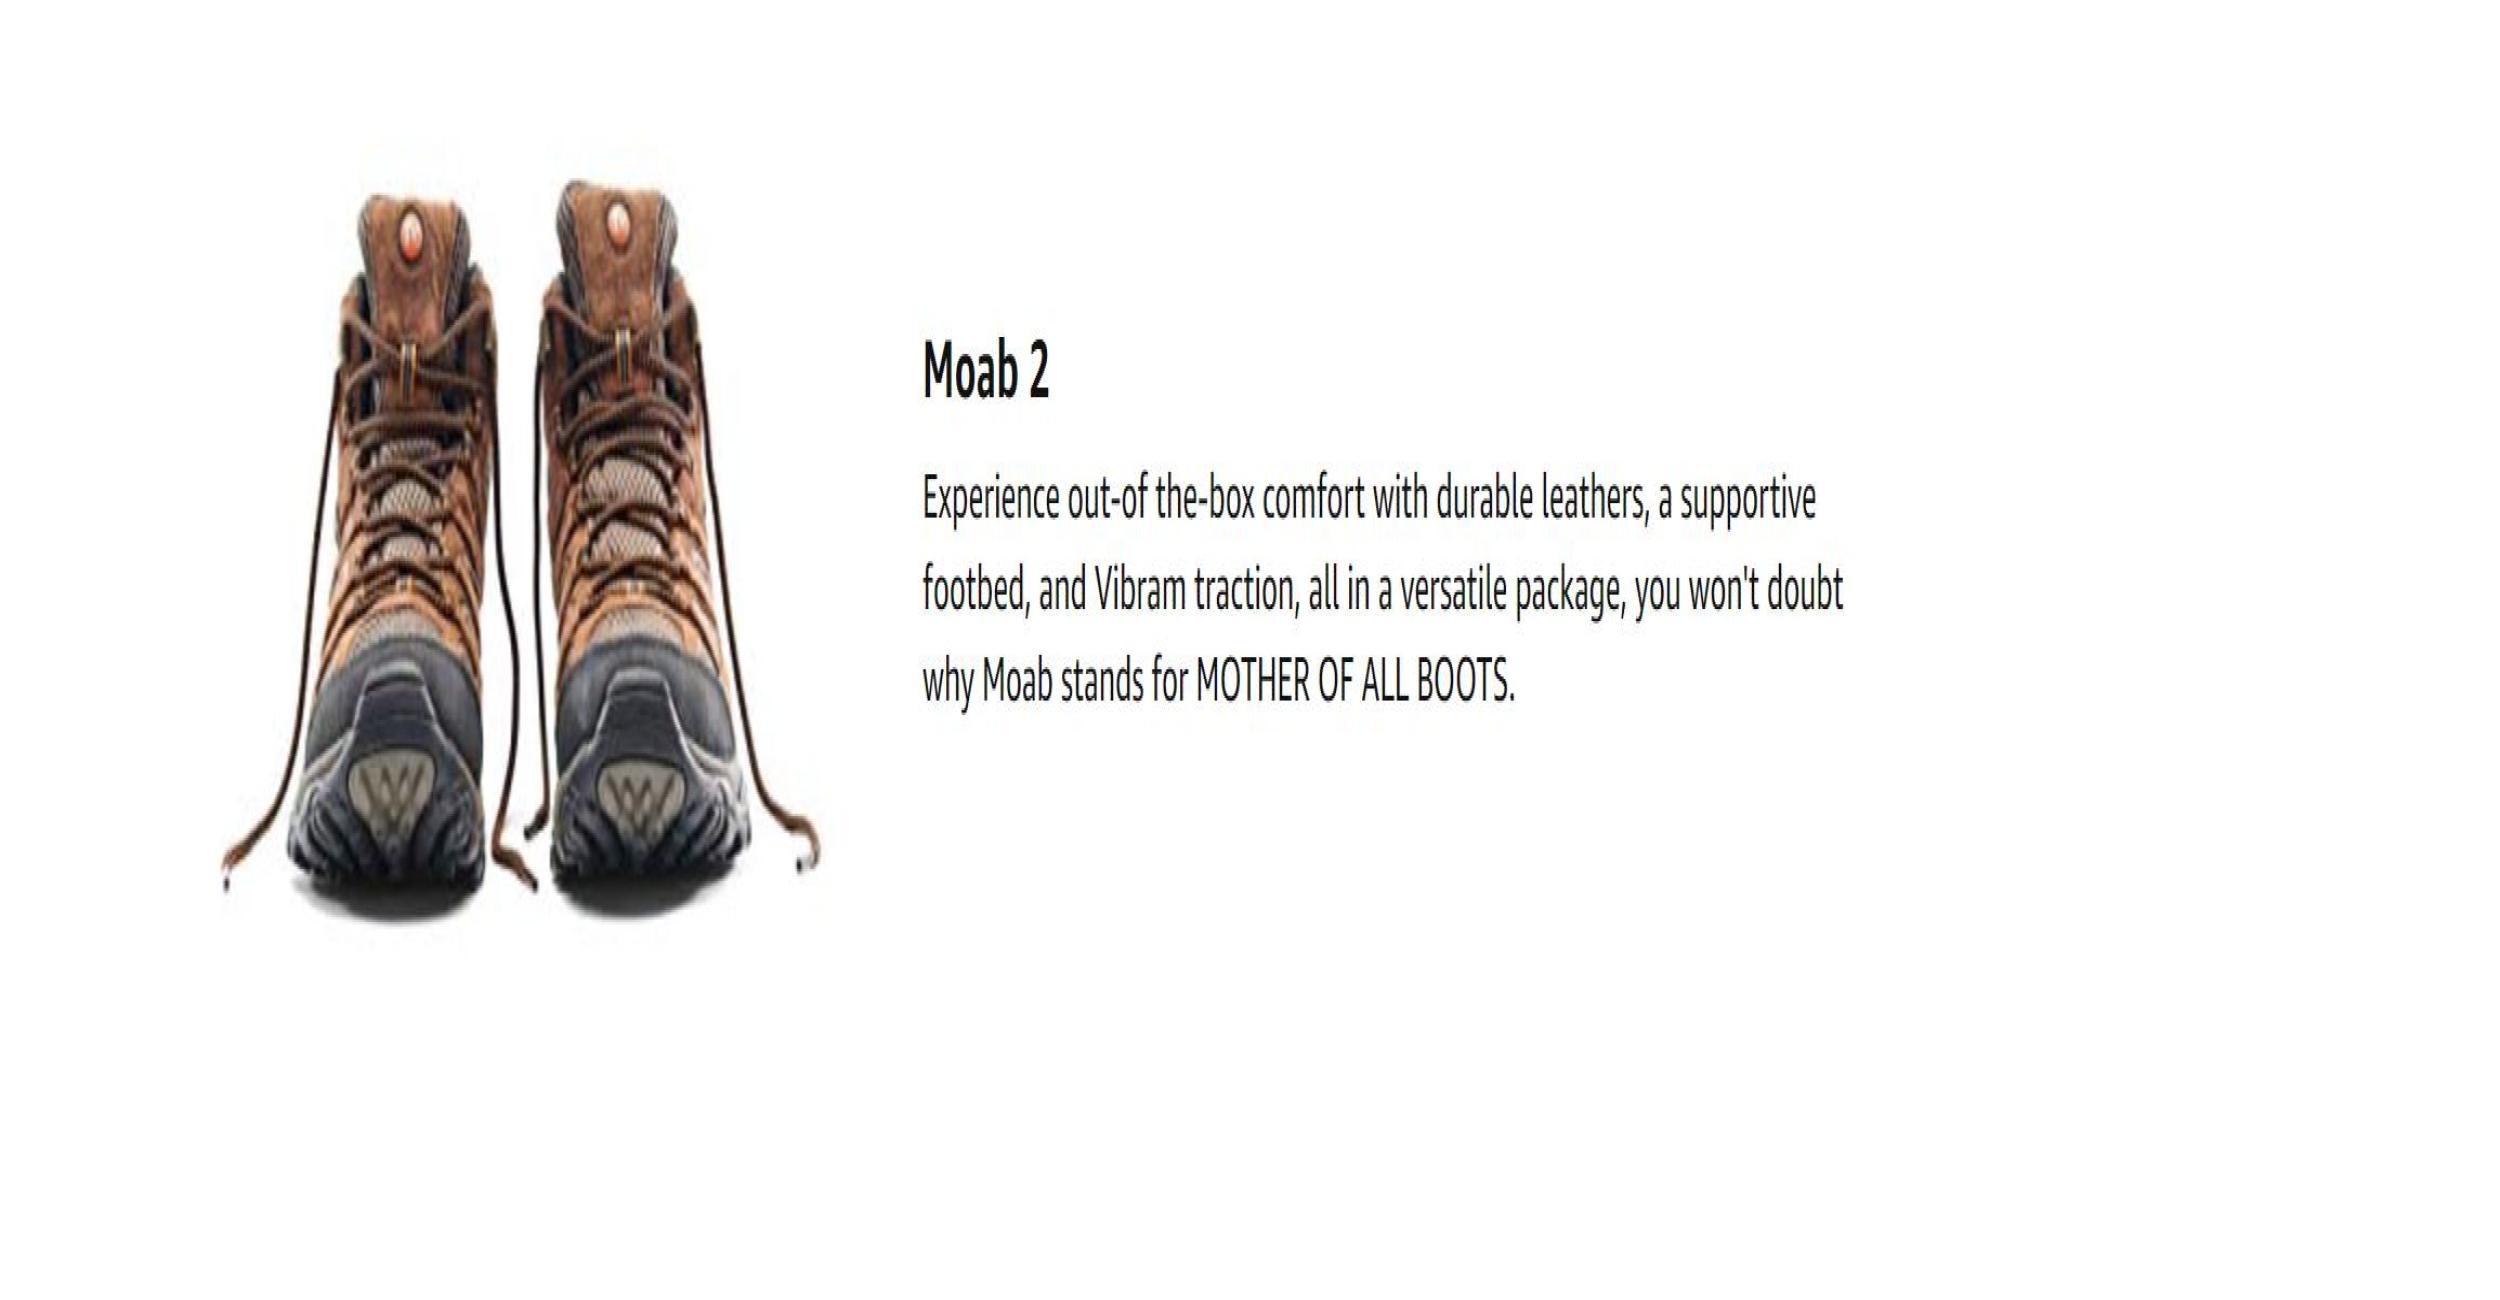 Moab 2
Experience out-of the-box comfort with durable leathers, a supportive
footbed, and Vibram traction, all in a versatile package, you won't doubt
why Moab stands for MOTHER OF ALL BOOTS.